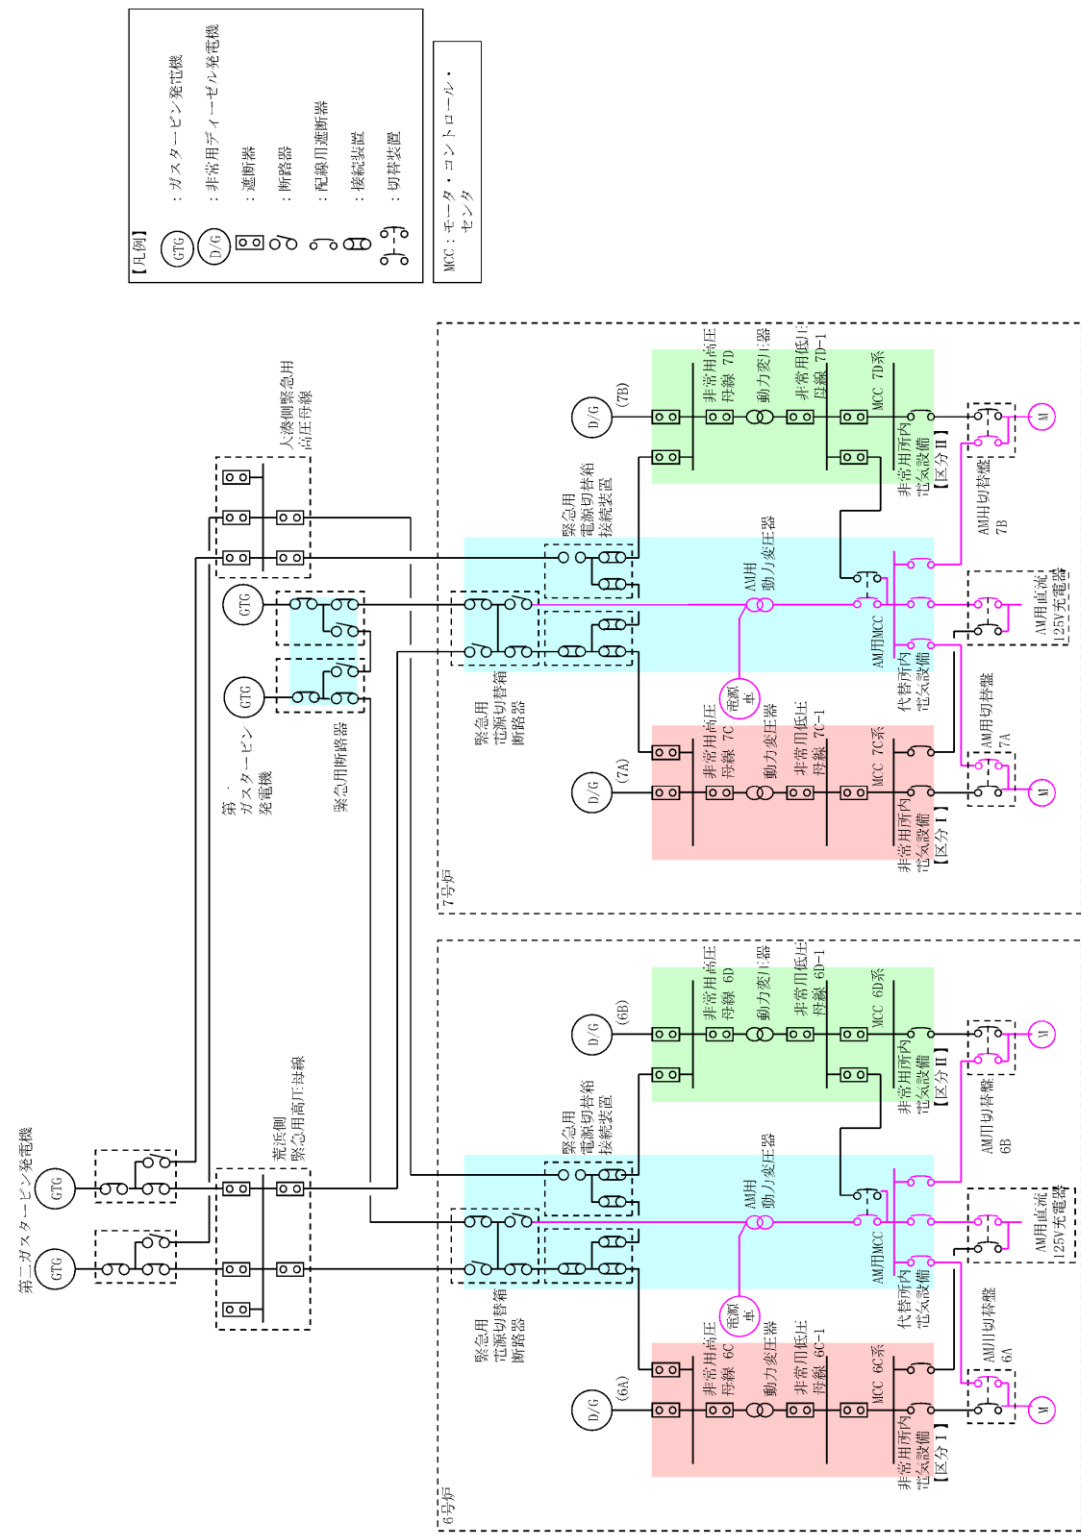 【凡例】
GTG
：ガスタービン発電機
D/G
：非常用ディーゼル発電機
：遮断器
：断路器
：配線用遮断器
：接続装置
：切替装置
MCC：モータ・コントロール・
センタ
第二ガスタービン発電機
GTG
GTG
荒浜側
緊急用高圧母線
大湊側緊急用
高圧母線
第一
ガスタービン
発電機
GTG
GTG
緊急用断路器
6号炉
緊急用
電源切替箱
断路器
緊急用
電源切替箱
接続装置
D/G
(6A)
非常用高圧
母線 6C
動力変圧器
非常用低圧
母線 6C-1
MCC 6C系
非常用所内
電気設備
【区分Ⅰ】
電源
車
AM用
動力変圧器
AM用MCC
代替所内
電気設備
D/G
(6B)
非常用高圧
母線 6D
動力変圧器
非常用低圧
母線 6D-1
MCC 6D系
非常用所内
電気設備
【区分Ⅱ】
AM用切替盤
6A
M
AM用直流
125V充電器
AM用切替盤
6B
M
7号炉
緊急用
電源切替箱
断路器
緊急用
電源切替箱
接続装置
D/G
(7A)
非常用高圧
母線 7C
動力変圧器
非常用低圧
母線 7C-1
MCC 7C系
非常用所内
電気設備
【区分Ⅰ】
電源
車
AM用
動力変圧器
AM用MCC
代替所内
電気設備
D/G
(7B)
非常用高圧
母線 7D
動力変圧器
非常用低圧
母線 7D-1
MCC 7D系
非常用所内
電気設備
【区分Ⅱ】
AM用切替盤
7A
M
AM用直流
125V充電器
AM用切替盤
7B
M